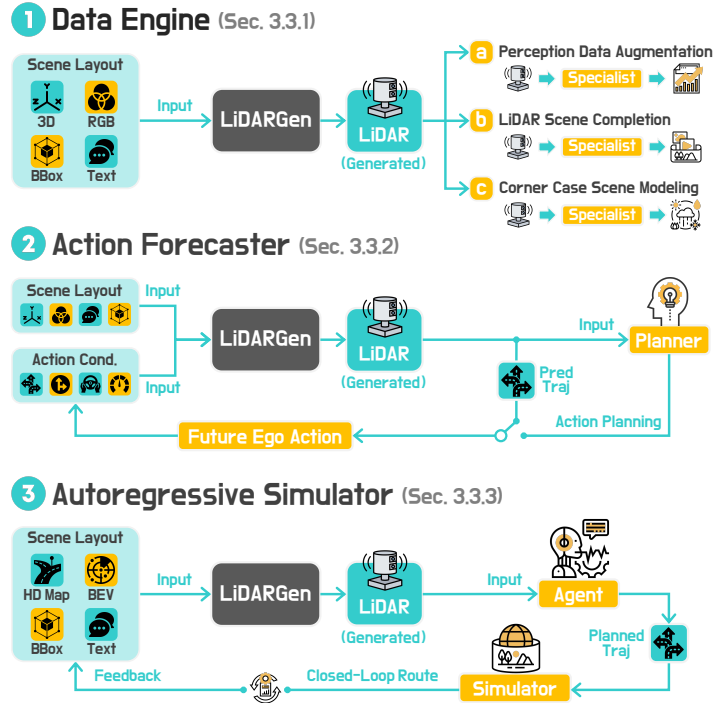 1 Data Engine (Sec. 3.3.1)
Scene Layout
3D
RGB
BBox
Text
Input
LiDARGen
LiDAR
(Generated)
a Perception Data Augmentation
Specialist
b LiDAR Scene Completion
Specialist
c Corner Case Scene Modeling
Specialist
2 Action Forecaster (Sec. 3.3.2)
Scene Layout
Input
Action Cond.
Input
LiDARGen
LiDAR
(Generated)
Input
Planner
Pred
Traj
Action Planning
Future Ego Action
3 Autoregressive Simulator (Sec. 3.3.3)
Scene Layout
HD Map
BEV
BBox
Text
Input
LiDARGen
LiDAR
(Generated)
Input
Agent
Planned
Traj
Simulator
Closed-Loop Route
Feedback